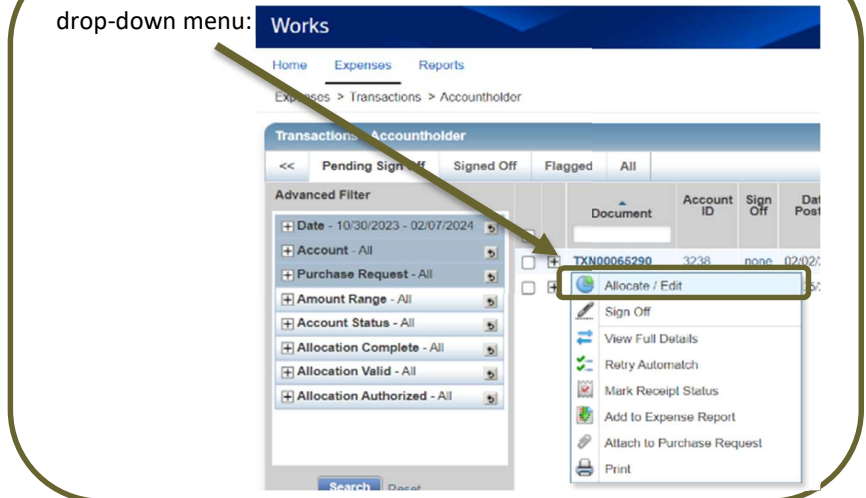 drop-down menu:
Works
Home Expenses Reports
Expenses > Transactions > Accountholder
Transactions Accountholder
<< Pending Sign Off Signed Off Flagged All
Advanced Filter
Document Account ID Sign Off
Date - 10/30/2023 - 02/07/2024
Account - All
Purchase Request - All
Amount Range - All
Account Status - All
Allocation Complete - All
Allocation Valid - All
Allocation Authorized - All
Search Reset
TXN00065290 3238 none 02/02/
Allocate / Edit
Sign Off
View Full Details
Retry Automatch
Mark Receipt Status
Add to Expense Report
Attach to Purchase Request
Print